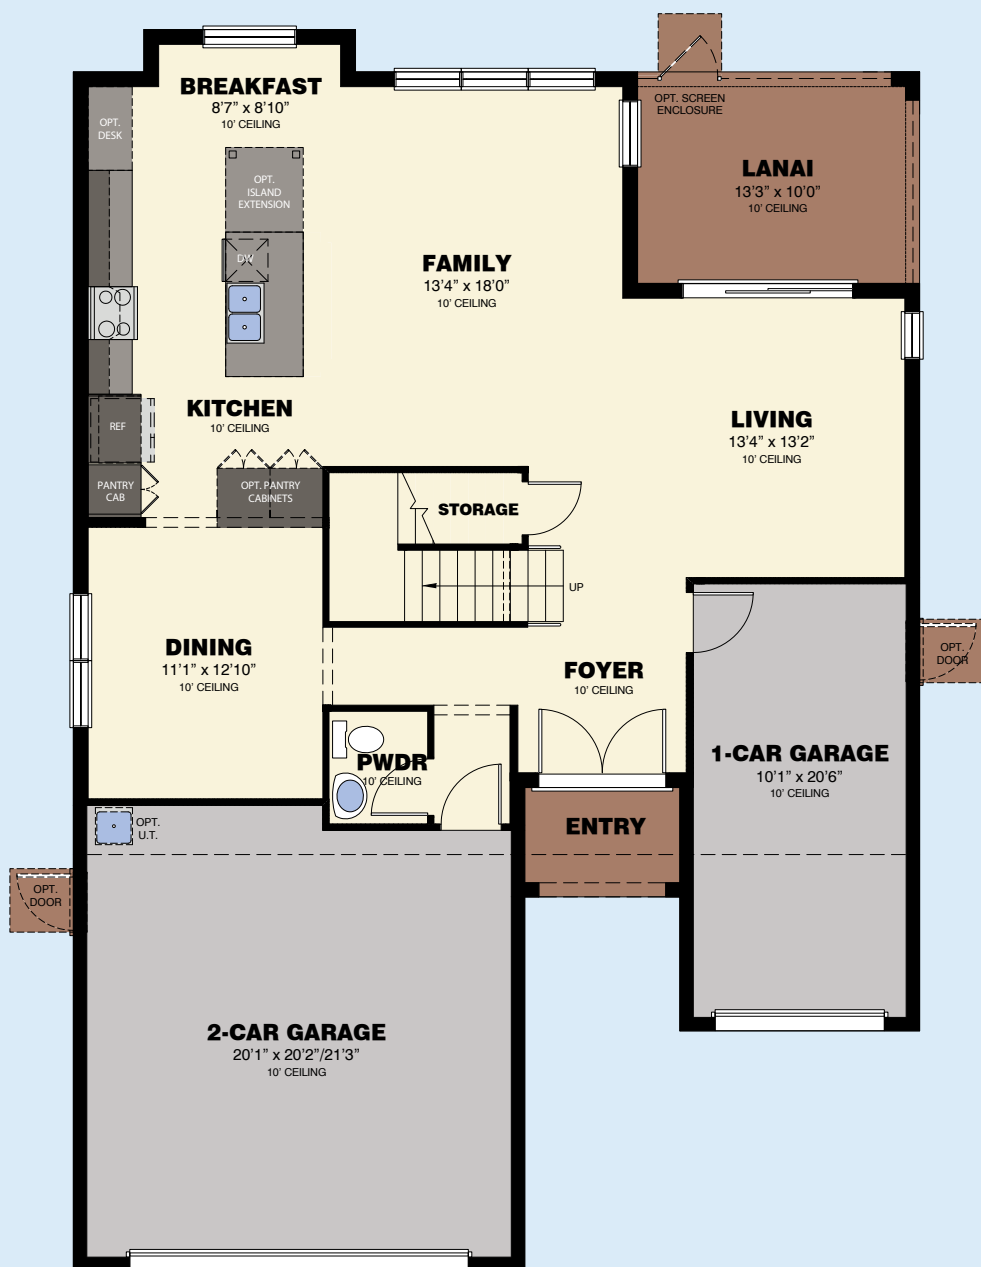 BREAKFAST
8'7" x 8'10"
10' CEILING
OPT.
DESK
OPT.
ISLAND
EXTENSION
DW
OPT. SCREEN
ENCLOSURE
LANAI
13'3" x 10'0"
10' CEILING
FAMILY
13'4" x 18'0"
10' CEILING
KITCHEN
10' CEILING
REF
PANTRY
CAB
OPT. PANTRY
CABINETS
LIVING
13'4" x 13'2"
10' CEILING
STORAGE
UP
DINING
11'1" x 12'10"
10' CEILING
FOYER
10' CEILING
OPT.
DOOR
PWDR
10' CEILING
1-CAR GARAGE
10'1" x 20'6"
10' CEILING
OPT.
U.T.
ENTRY
OPT.
DOOR
2-CAR GARAGE
20'1" x 20'2"/21'3"
10' CEILING